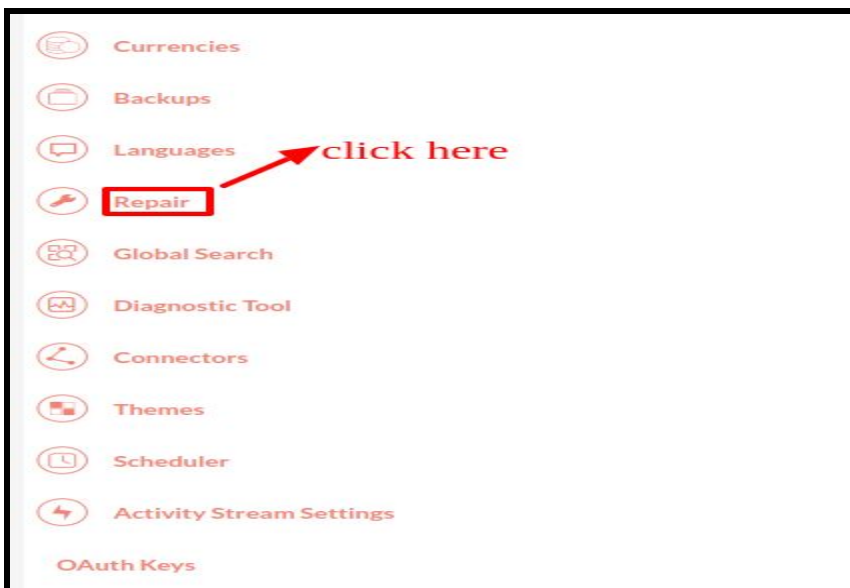 Currencies
Backups
Languages
click here
Repair
Global Search
Diagnostic Tool
Connectors
Themes
Scheduler
Activity Stream Settings
OAuth Keys